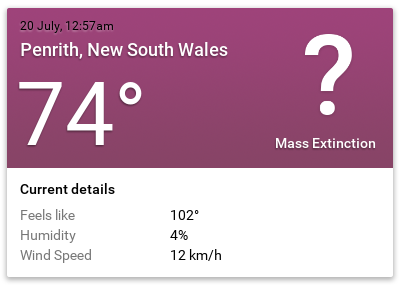 20 July, 12:57am
Penrith, New South Wales
74°
?
Mass Extinction
Current details
Feels like 102°
Humidity 4%
Wind Speed 12 km/h